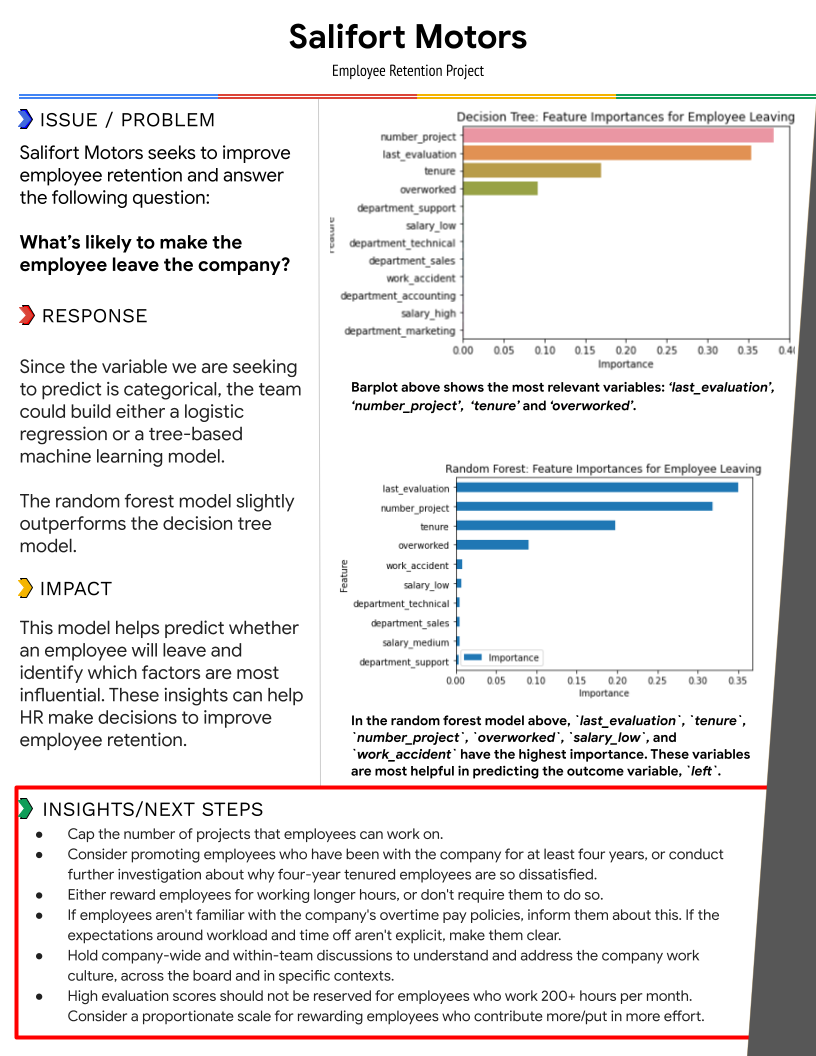 Salifort Motors
Employee Retention Project
ISSUE / PROBLEM
Salifort Motors seeks to improve
employee retention and answer
the following question:
What's likely to make the
employee leave the company?
RESPONSE
Since the variable we are seeking
to predict is categorical, the team
could build either a logistic
regression or a tree-based
machine learning model.
The random forest model slightly
outperforms the decision tree
model.
IMPACT
This model helps predict whether
an employee will leave and
identify which factors are most
influential. These insights can help
HR make decisions to improve
employee retention.
Decision Tree: Feature Importances for Employee Leaving
number_project
last_evaluation
tenure
overworked
department_support
salary_low
department_technical
department_sales
work_accident
department_accounting
salary_high
department_marketing
Feature
0.00 0.05 0.10 0.15 0.20 0.25 0.30 0.35 0.40
Importance
Barplot above shows the most relevant variables: 'last_evaluation',
'number_project', 'tenure' and 'overworked'.
Random Forest: Feature Importances for Employee Leaving
last_evaluation
number_project
tenure
overworked
work_accident
salary_low
department_technical
department_sales
salary_medium
department_support
Feature
Importance
0.00 0.05 0.10 0.15 0.20 0.25 0.30 0.35
Importance
In the random forest model above, `last_evaluation`, `tenure`,
`number_project`, `overworked`, `salary_low`, and
`work_accident` have the highest importance. These variables
are most helpful in predicting the outcome variable, `left`.
INSIGHTS/NEXT STEPS
● Cap the number of projects that employees can work on.
● Consider promoting employees who have been with the company for at least four years, or conduct
further investigation about why four-year tenured employees are so dissatisfied.
● Either reward employees for working longer hours, or don't require them to do so.
● If employees aren't familiar with the company's overtime pay policies, inform them about this. If the
expectations around workload and time off aren't explicit, make them clear.
● Hold company-wide and within-team discussions to understand and address the company work
culture, across the board and in specific contexts.
● High evaluation scores should not be reserved for employees who work 200+ hours per month.
Consider a proportionate scale for rewarding employees who contribute more/put in more effort.